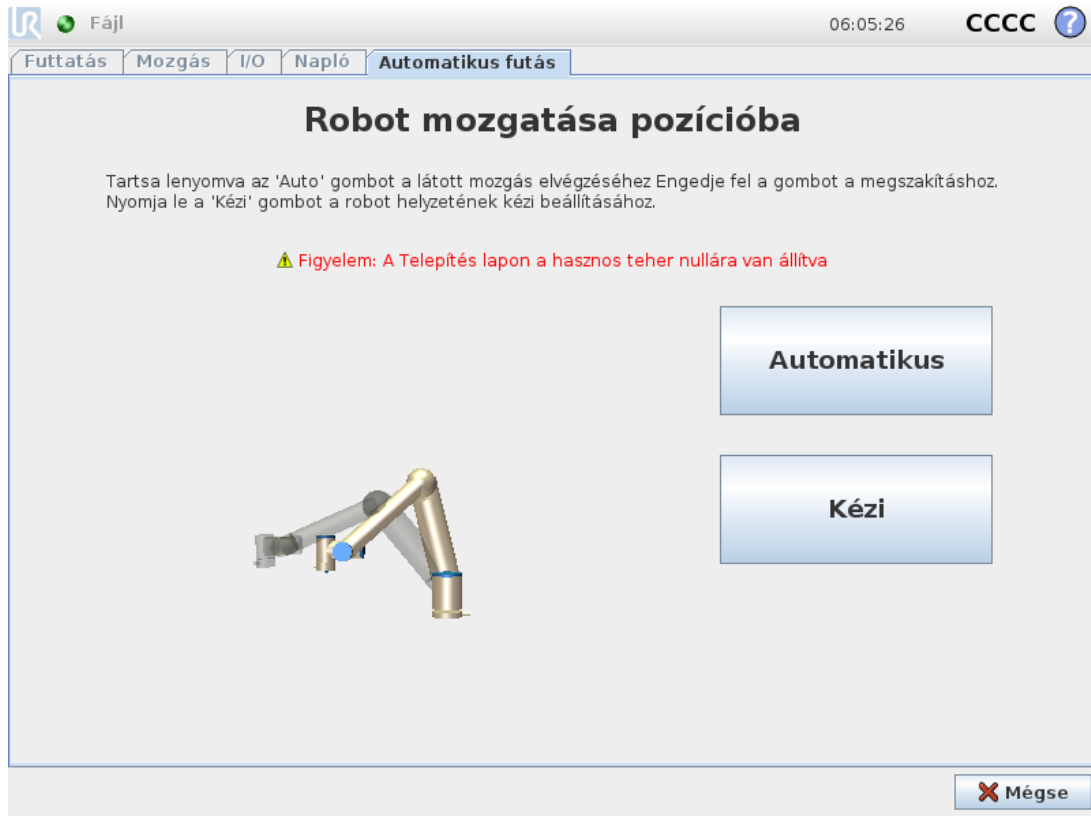 UR Fájl 06:05:26 CCCC ?
Futtatás Mozgás I/O Napló Automatikus futás
Robot mozgatása pozícióba
Tartsa lenyomva az 'Auto' gombot a látott mozgás elvégzéséhez Engedje fel a gombot a megszakításhoz.
Nyomja le a 'Kézi' gombot a robot helyzetének kézi beállításához.
Figyelem: A Telepítés lapon a hasznos teher nullára van állítva
Automatikus
Kézi
Mégse